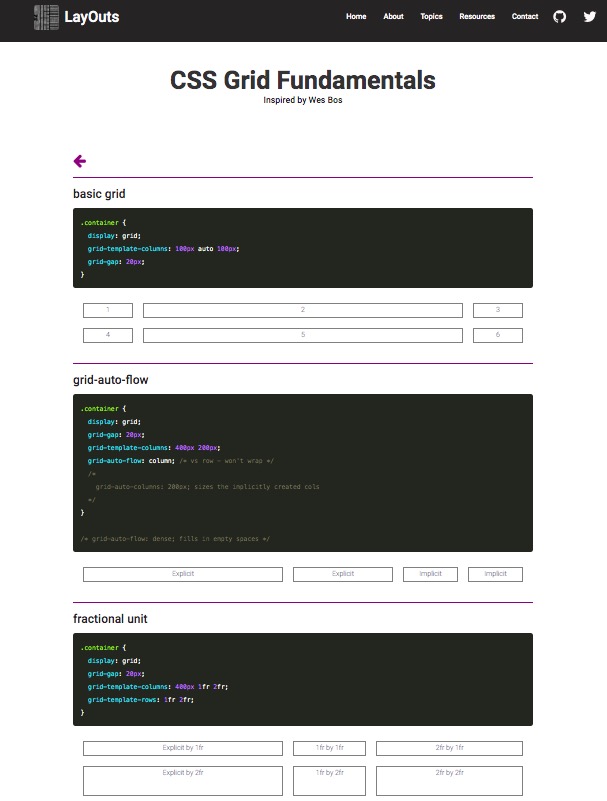 LayOuts
Home About Topics Resources Contact
CSS Grid Fundamentals
Inspired by Wes Bos
basic grid
.container {
display: grid;
grid-template-columns: 100px auto 100px;
grid-gap: 20px;
}
1 2 3
4 5 6
grid-auto-flow
.container {
display: grid;
grid-gap: 20px;
grid-template-columns: 400px 200px;
grid-auto-flow: column; /* vs row - won't wrap */
/*
grid-auto-columns: 200px; sizes the implicitly created cols
*/
}
/* grid-auto-flow: dense; fills in empty spaces */
Explicit Explicit Implicit Implicit
fractional unit
.container {
display: grid;
grid-gap: 20px;
grid-template-columns: 400px 1fr 2fr;
grid-template-rows: 1fr 2fr;
}
Explicit by 1fr 1fr by 1fr 2fr by 1fr
Explicit by 2fr 1fr by 2fr 2fr by 2fr